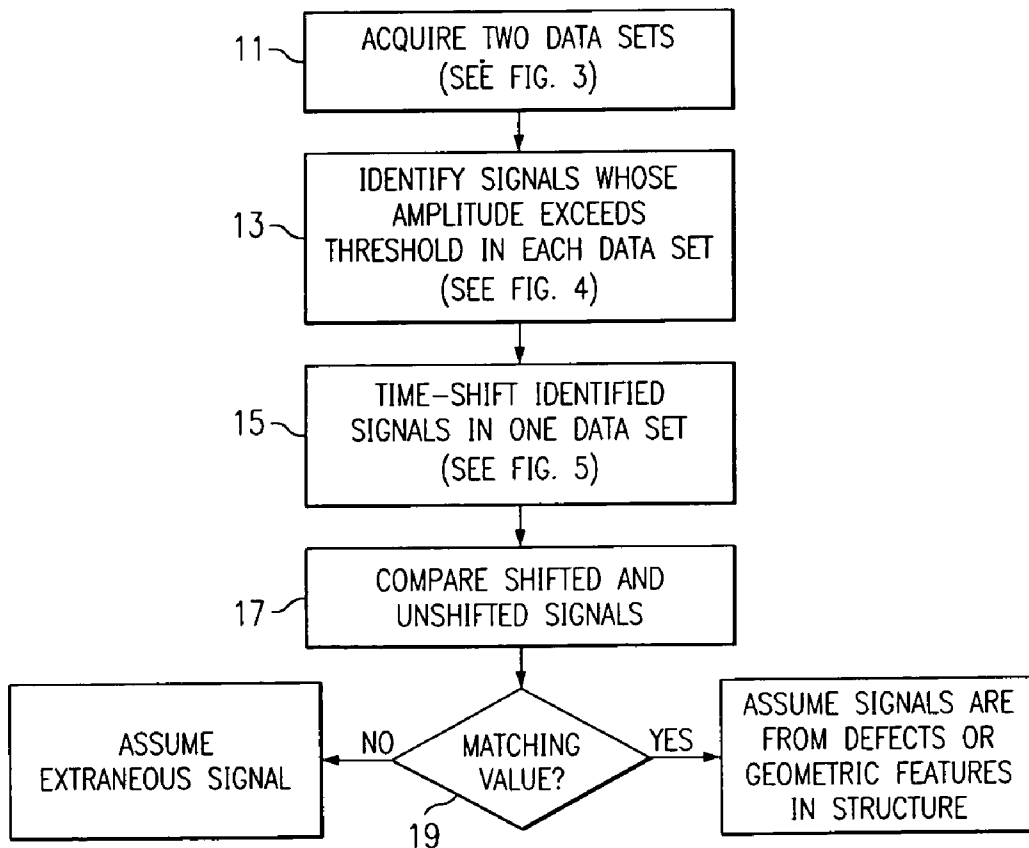 11
ACQUIRE TWO DATA SETS
(SEE FIG. 3)
13
IDENTIFY SIGNALS WHOSE
AMPLITUDE EXCEEDS
THRESHOLD IN EACH DATA SET
(SEE FIG. 4)
15
TIME-SHIFT IDENTIFIED
SIGNALS IN ONE DATA SET
(SEE FIG. 5)
17
COMPARE SHIFTED AND
UNSHIFTED SIGNALS
ASSUME
EXTRANEOUS SIGNAL
NO
MATCHING
VALUE?
YES
19
ASSUME SIGNALS ARE
FROM DEFECTS OR
GEOMETRIC FEATURES
IN STRUCTURE